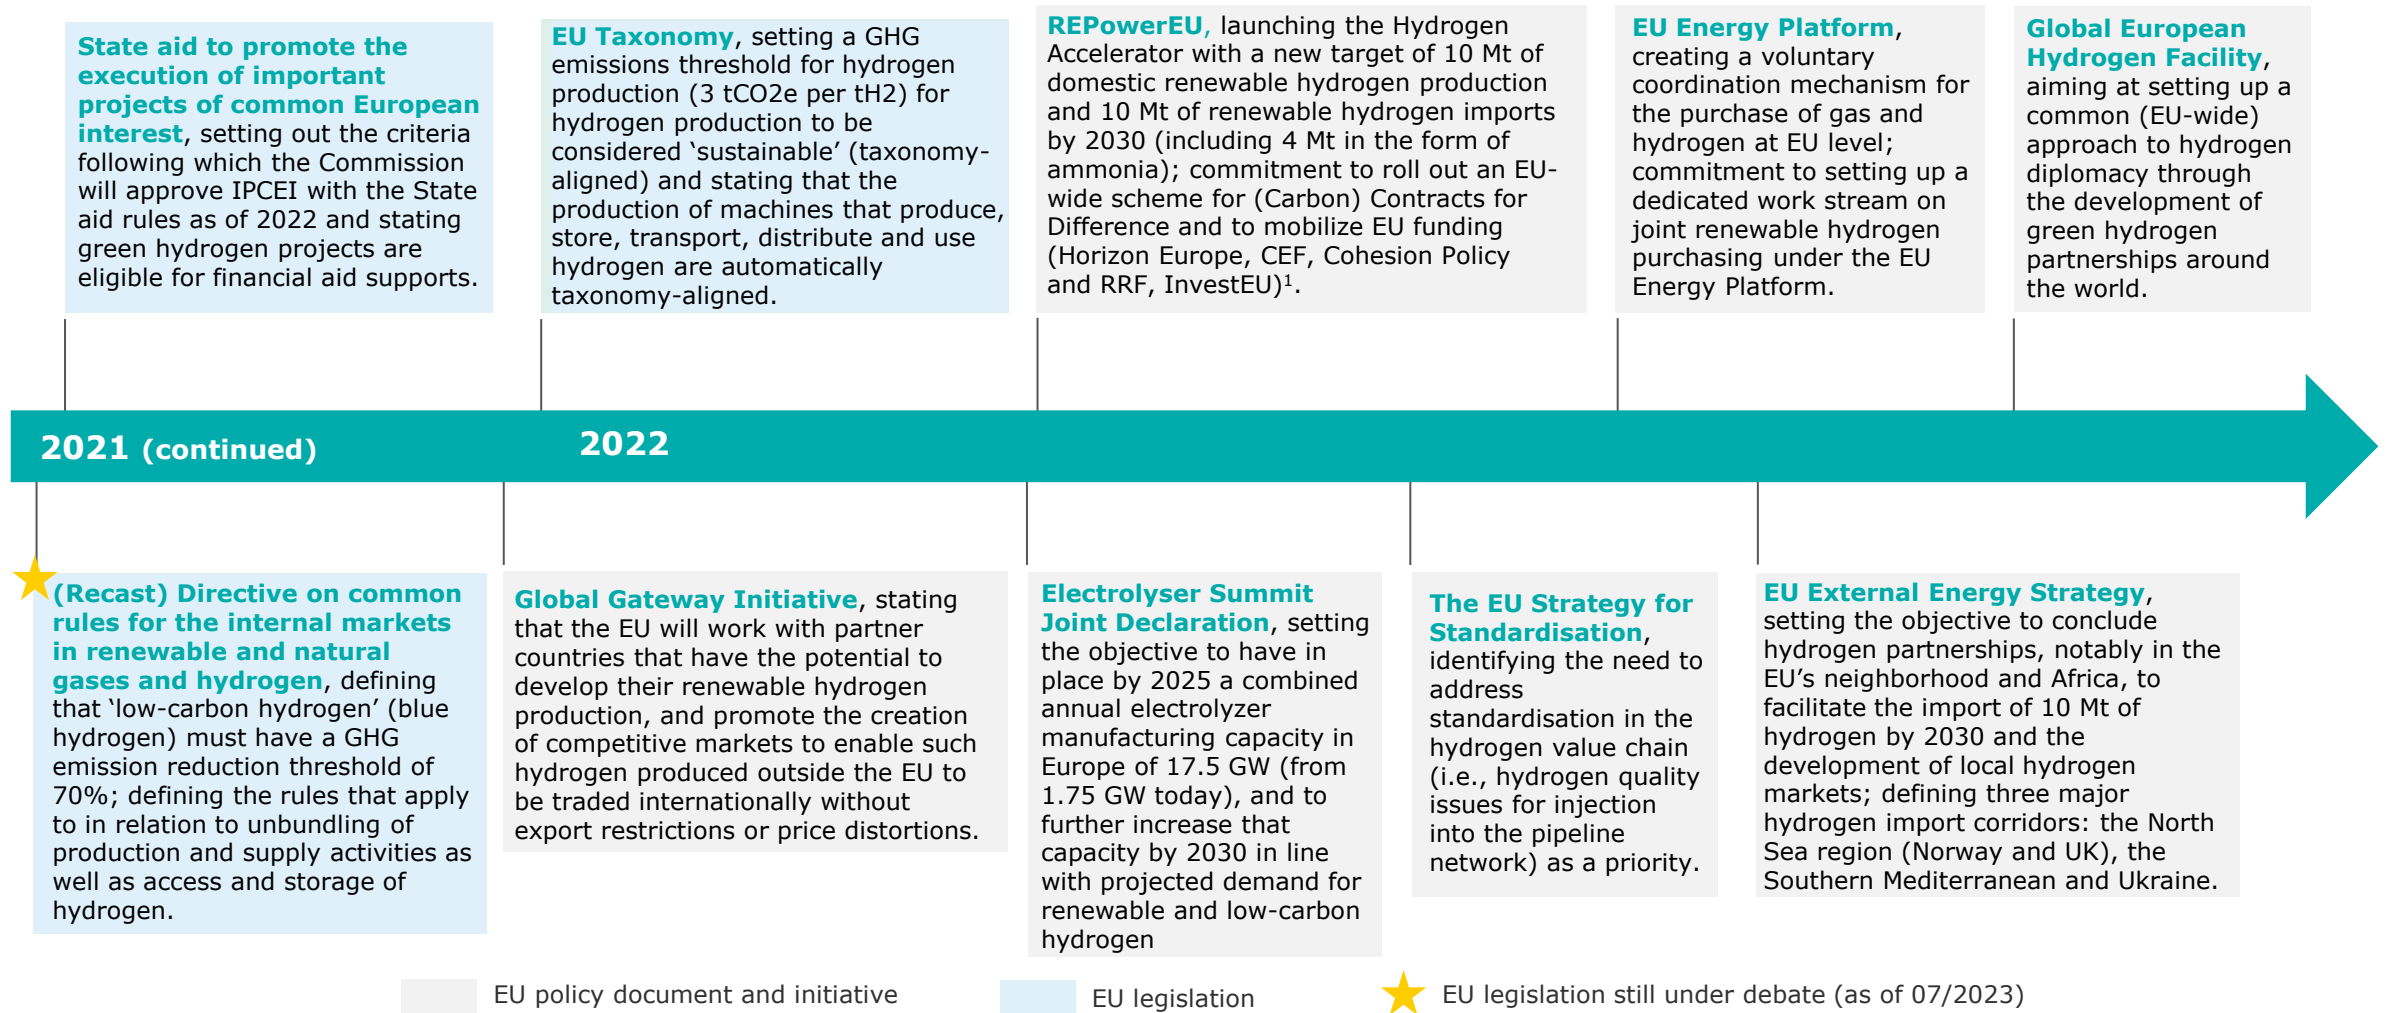 State aid to promote the
execution of important
projects of common European
interest, setting out the criteria
following which the Commission
will approve IPCEI with the State
aid rules as of 2022 and stating
green hydrogen projects are
eligible for financial aid supports.
EU Taxonomy, setting a GHG
emissions threshold for hydrogen
production (3 tCO2e per tH2) for
hydrogen production to be
considered ‘sustainable’ (taxonomy-
aligned) and stating that the
production of machines that produce,
store, transport, distribute and use
hydrogen are automatically
taxonomy-aligned.
REPowerEU, launching the Hydrogen
Accelerator with a new target of 10 Mt of
domestic renewable hydrogen production
and 10 Mt of renewable hydrogen imports
by 2030 (including 4 Mt in the form of
ammonia); commitment to roll out an EU-
wide scheme for (Carbon) Contracts for
Difference and to mobilize EU funding
(Horizon Europe, CEF, Cohesion Policy
and RRF, InvestEU)¹.
EU Energy Platform,
creating a voluntary
coordination mechanism for
the purchase of gas and
hydrogen at EU level;
commitment to setting up a
dedicated work stream on
joint renewable hydrogen
purchasing under the EU
Energy Platform.
Global European
Hydrogen Facility,
aiming at setting up a
common (EU-wide)
approach to hydrogen
diplomacy through
the development of
green hydrogen
partnerships around
the world.
2021 (continued)
2022
(Recast) Directive on common
rules for the internal markets
in renewable and natural
gases and hydrogen, defining
that ‘low-carbon hydrogen’ (blue
hydrogen) must have a GHG
emission reduction threshold of
70%; defining the rules that apply
to in relation to unbundling of
production and supply activities as
well as access and storage of
hydrogen.
Global Gateway Initiative, stating
that the EU will work with partner
countries that have the potential to
develop their renewable hydrogen
production, and promote the creation
of competitive markets to enable such
hydrogen produced outside the EU to
be traded internationally without
export restrictions or price distortions.
Electrolyser Summit
Joint Declaration, setting
the objective to have in
place by 2025 a combined
annual electrolyzer
manufacturing capacity in
Europe of 17.5 GW (from
1.75 GW today), and to
further increase that
capacity by 2030 in line
with projected demand for
renewable and low-carbon
hydrogen
The EU Strategy for
Standardisation,
identifying the need to
address
standardisation in the
hydrogen value chain
(i.e., hydrogen quality
issues for injection
into the pipeline
network) as a priority.
EU External Energy Strategy,
setting the objective to conclude
hydrogen partnerships, notably in the
EU’s neighborhood and Africa, to
facilitate the import of 10 Mt of
hydrogen by 2030 and the
development of local hydrogen
markets; defining three major
hydrogen import corridors: the North
Sea region (Norway and UK), the
Southern Mediterranean and Ukraine.
EU policy document and initiative
EU legislation
EU legislation still under debate (as of 07/2023)